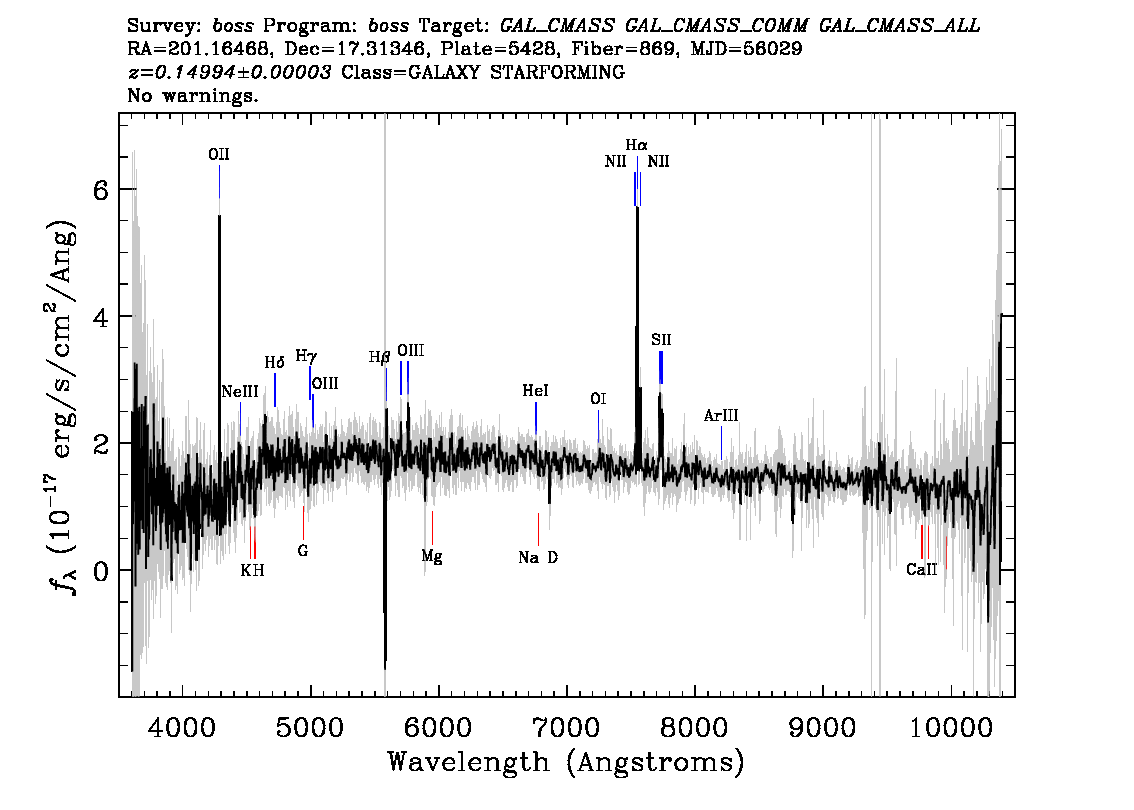 Survey: boss Program: boss Target: GAL_CMASS GAL_CMASS_COMM GAL_CMASS_ALL
RA=201.16468, Dec=17.31346, Plate=5428, Fiber=869, MJD=56029
z=0.14994±0.00003 Class=GALAXY STARFORMING
No warnings.
Hα
OII NII NII
SII
Hδ Hγ Hβ OIII
NeIII OIII HeI OI
ArIII
KH G Mg Na D CaII
6
4
2
0
fλ (10⁻¹⁷ erg/s/cm²/Ang)
4000 5000 6000 7000 8000 9000 10000
Wavelength (Angstroms)